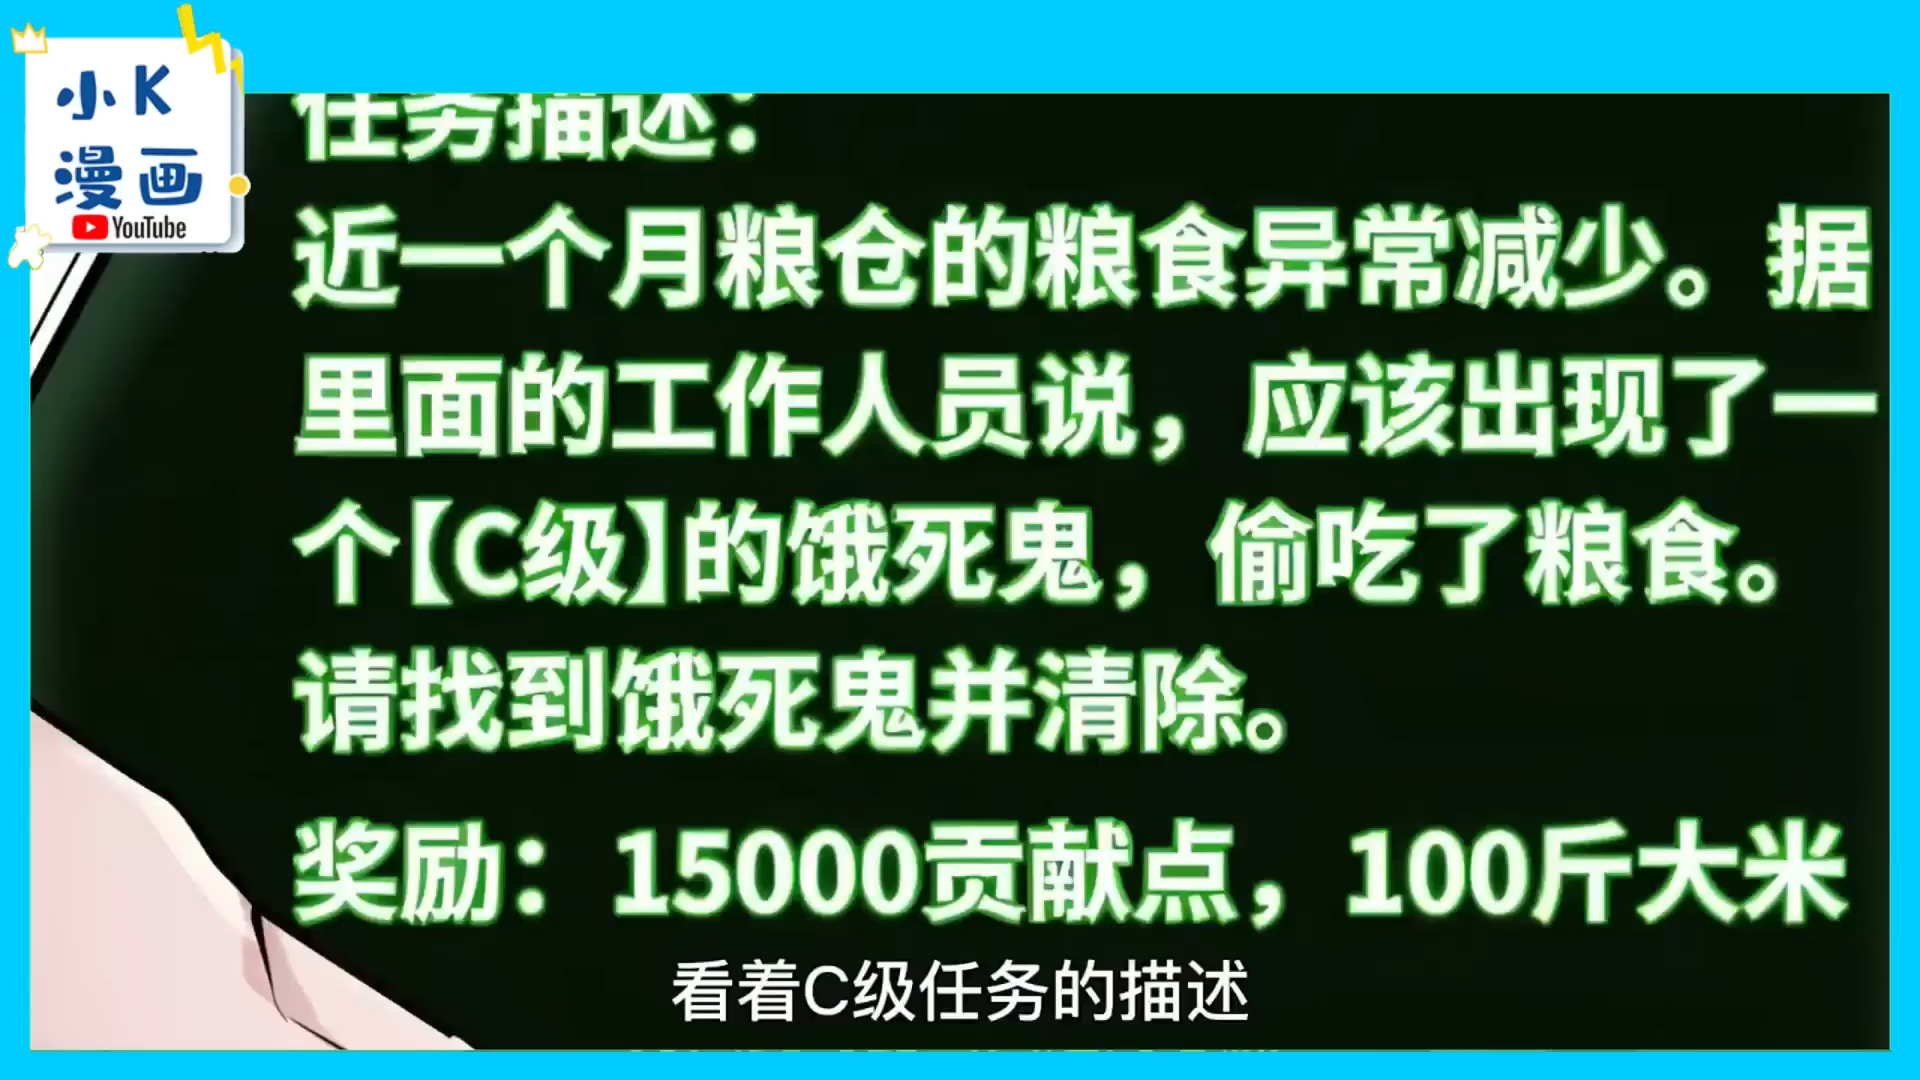 小K
漫画
YouTube
任务描述：
近一个月粮仓的粮食异常减少。据
里面的工作人员说，应该出现了一
个【C级】的饿死鬼，偷吃了粮食。
请找到饿死鬼并清除。
奖励：15000贡献点，100斤大米
看着C级任务的描述